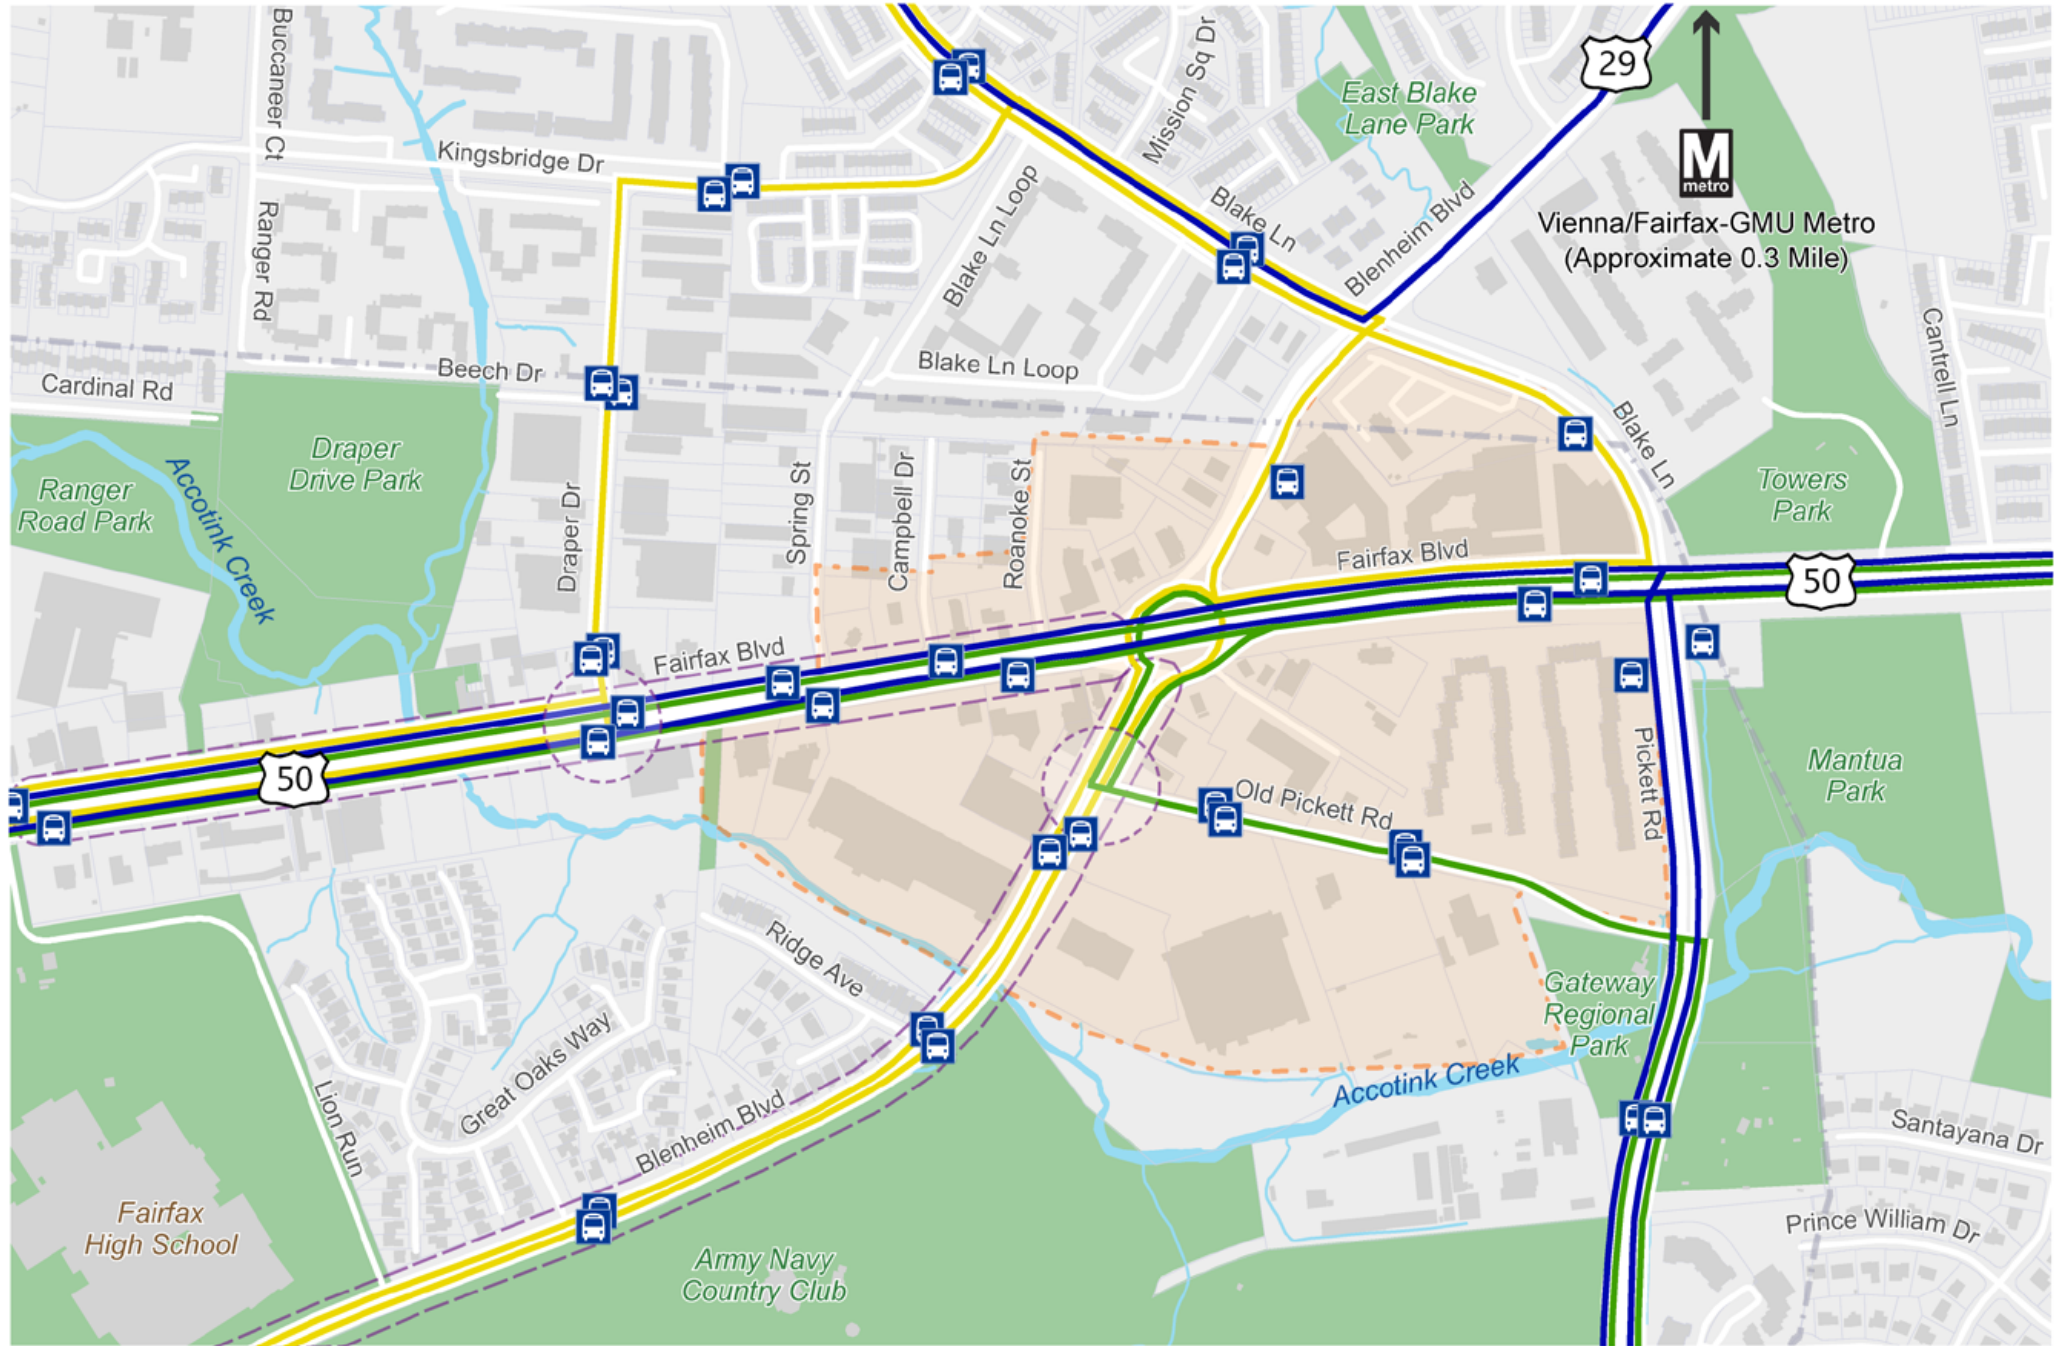 Buccaneer Ct
Mission Sq Dr
29
East Blake
Lane Park
Kingsbridge Dr
M
metro
Ranger Rd
Blake Ln Loop
Blake Ln
Blenheim Blvd
Vienna/Fairfax-GMU Metro
(Approximate 0.3 Mile)
Cantrell Ln
Cardinal Rd
Beech Dr
Blake Ln Loop
Blake Ln
Draper
Drive Park
Ranger
Road Park
Accotink Creek
Draper Dr
Spring St
Campbell Dr
Roanoke St
Towers
Park
Fairfax Blvd
50
Fairfax Blvd
50
Pickett Rd
Mantua
Park
Old Pickett Rd
Ridge Ave
Gateway
Regional
Park
Great Oaks Way
Lion Run
Blenheim Blvd
Accotink Creek
Santayana Dr
Prince William Dr
Fairfax
High School
Army Navy
Country Club